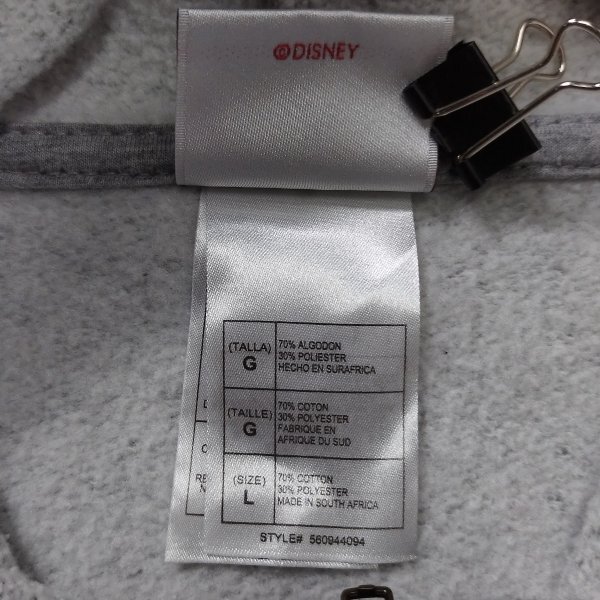 ©DISNEY
(TALLA)
G
70% ALGODON
30% POLIESTER
HECHO EN SURAFRICA
(TAILLE)
G
70% COTON
30% POLYESTER
FABRIQUE EN
AFRIQUE DU SUD
(SIZE)
L
70% COTTON
30% POLYESTER
MADE IN SOUTH AFRICA
STYLE# 560944094